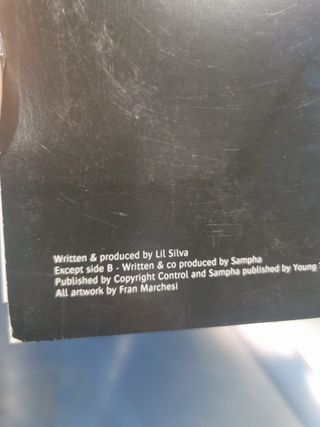 Written & produced by Lil Silva
Except side B - Written & co produced by Sampha
Published by Copyright Control and Sampha published by Young
All artwork by Fran Marchesi